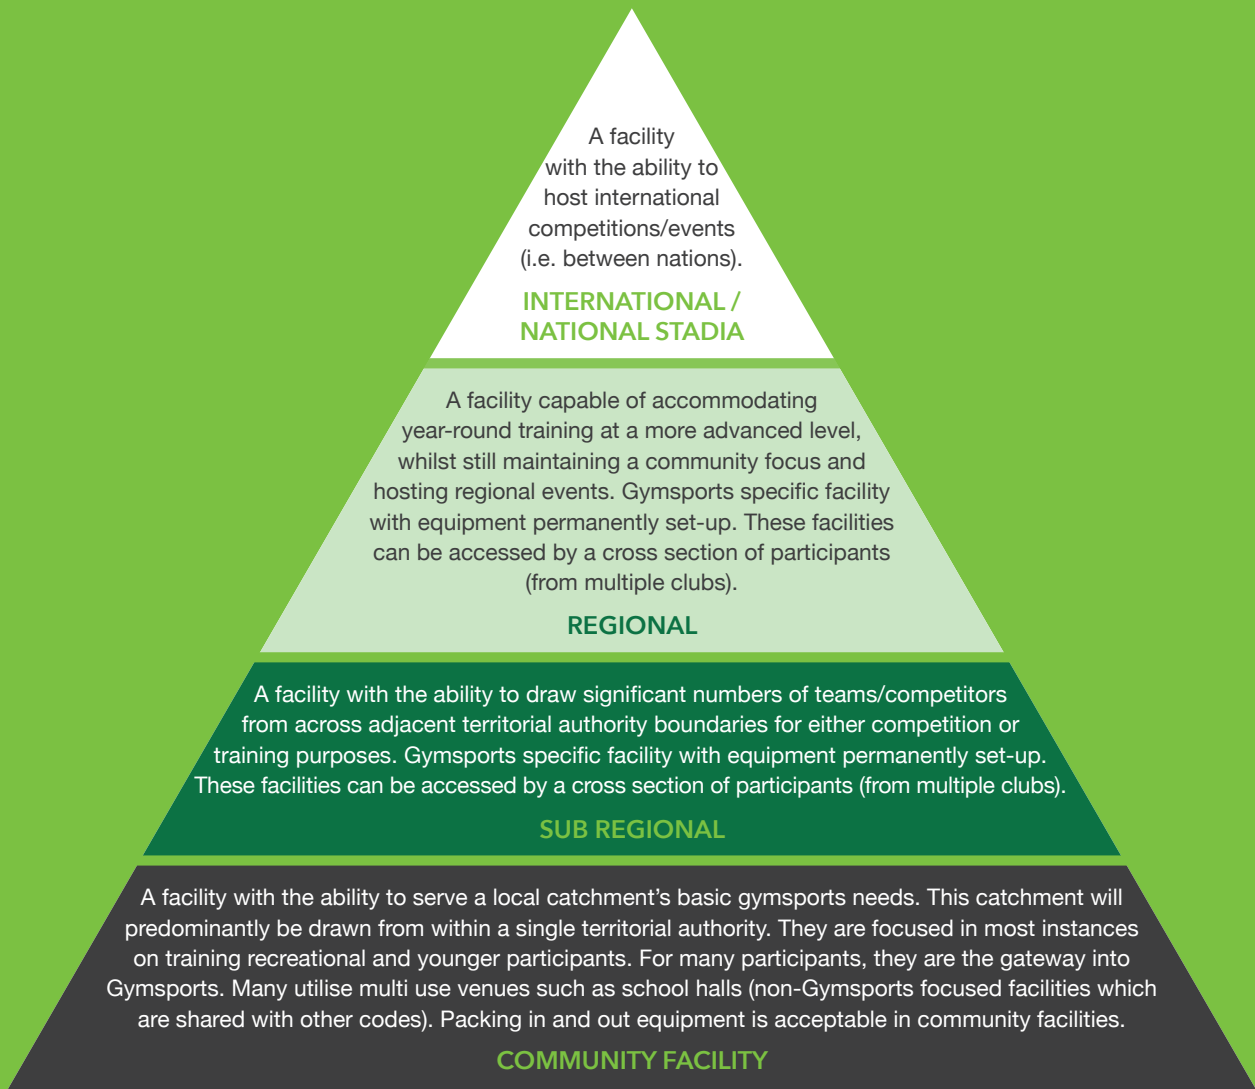 A facility
with the ability to
host international
competitions/events
(i.e. between nations).
INTERNATIONAL /
NATIONAL STADIA
A facility capable of accommodating
year-round training at a more advanced level,
whilst still maintaining a community focus and
hosting regional events. Gymsports specific facility
with equipment permanently set-up. These facilities
can be accessed by a cross section of participants
(from multiple clubs).
REGIONAL
A facility with the ability to draw significant numbers of teams/competitors
from across adjacent territorial authority boundaries for either competition or
training purposes. Gymsports specific facility with equipment permanently set-up.
These facilities can be accessed by a cross section of participants (from multiple clubs).
SUB REGIONAL
A facility with the ability to serve a local catchment's basic gymsports needs. This catchment will
predominantly be drawn from within a single territorial authority. They are focused in most instances
on training recreational and younger participants. For many participants, they are the gateway into
Gymsports. Many utilise multi use venues such as school halls (non-Gymsports focused facilities which
are shared with other codes). Packing in and out equipment is acceptable in community facilities.
COMMUNITY FACILITY